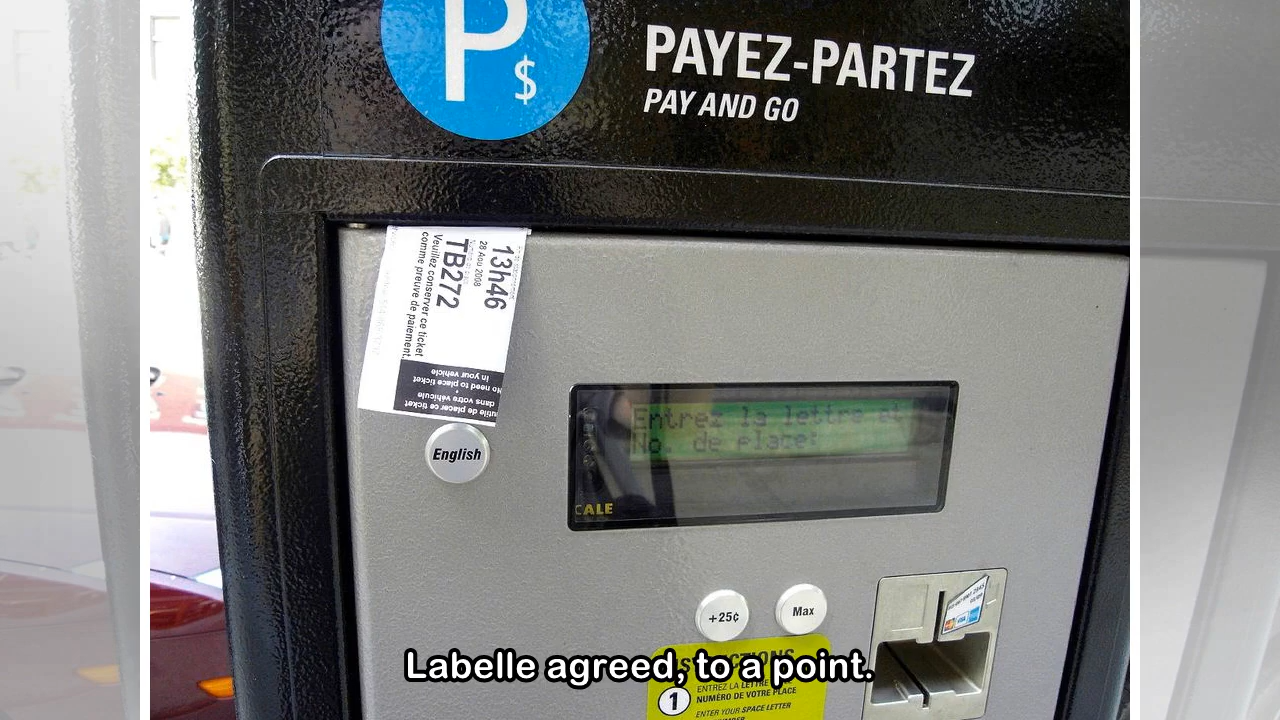 P$
PAYEZ-PARTEZ
PAY AND GO
13h46
28 Aou 2008
TB272
Veuillez conserver ce ticket
comme preuve de paiement.
No need to place ticket
in your vehicle
utile de placer ce ticket
dans votre véhicule
English
Entrez la lettre et
No. de place:
CALE
+25¢
Max
1
ENTREZ LA LETTRE
NUMÉRO DE VOTRE PLACE
ENTER YOUR SPACE LETTER
Labelle agreed, to a point.